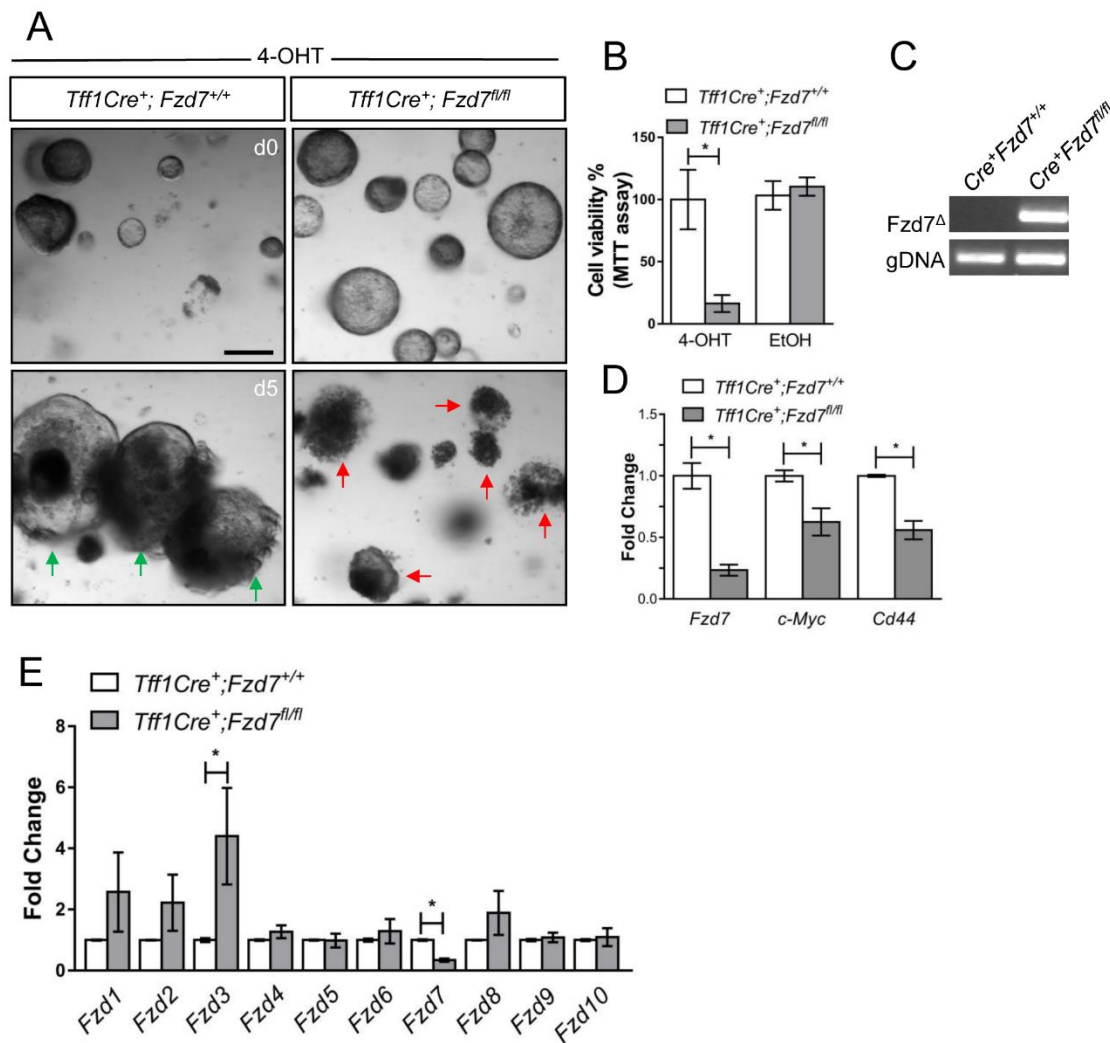 A
4-OHT
Tff1Cre⁺; Fzd7⁺/⁺
Tff1Cre⁺; Fzd7ᶠˡ/ᶠˡ
d0
d5
B
Tff1Cre⁺;Fzd7⁺/⁺
Tff1Cre⁺;Fzd7ᶠˡ/ᶠˡ
Cell viability %
(MTT assay)
150
100
50
0
*
4-OHT
EtOH
C
Cre⁺Fzd7⁺/⁺
Cre⁺Fzd7ᶠˡ/ᶠˡ
Fzd7Δ
gDNA
D
Tff1Cre⁺;Fzd7⁺/⁺
Tff1Cre⁺;Fzd7ᶠˡ/ᶠˡ
Fold Change
1.5
1.0
0.5
0.0
*
*
*
Fzd7
c-Myc
Cd44
E
Tff1Cre⁺;Fzd7⁺/⁺
Tff1Cre⁺;Fzd7ᶠˡ/ᶠˡ
Fold Change
8
6
4
2
0
*
*
Fzd1
Fzd2
Fzd3
Fzd4
Fzd5
Fzd6
Fzd7
Fzd8
Fzd9
Fzd10